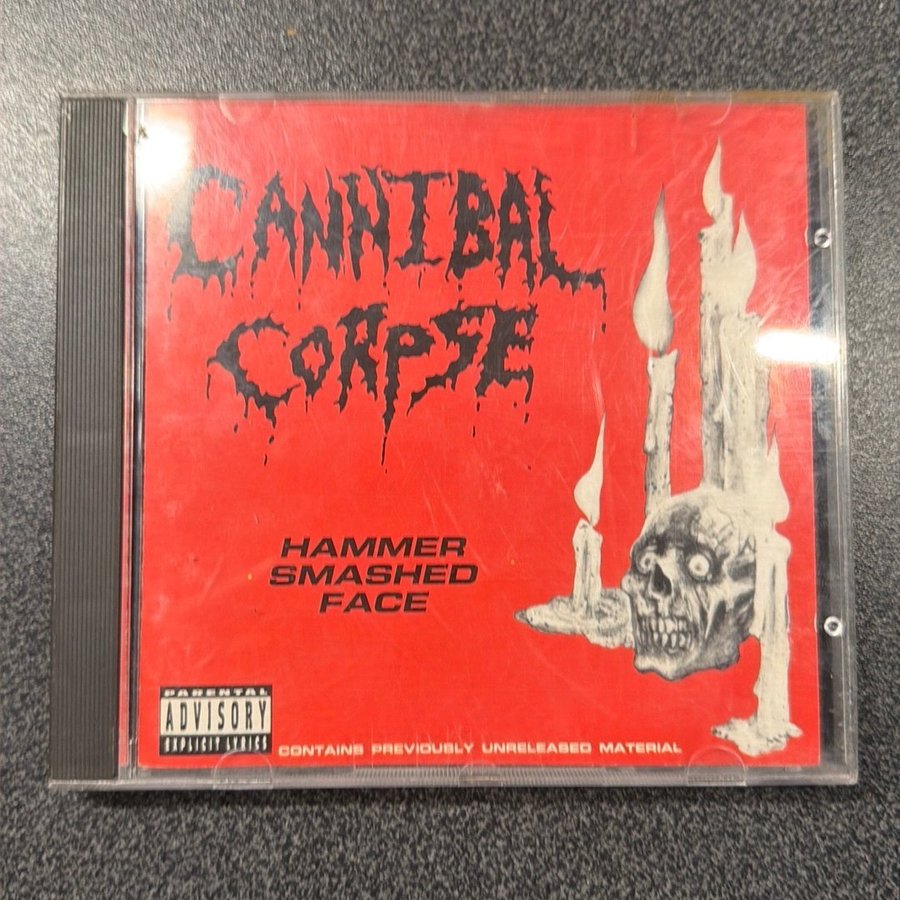 CANNIBAL
CORPSE
HAMMER
SMASHED
FACE
PARENTAL
ADVISORY
EXPLICIT LYRICS
CONTAINS PREVIOUSLY UNRELEASED MATERIAL